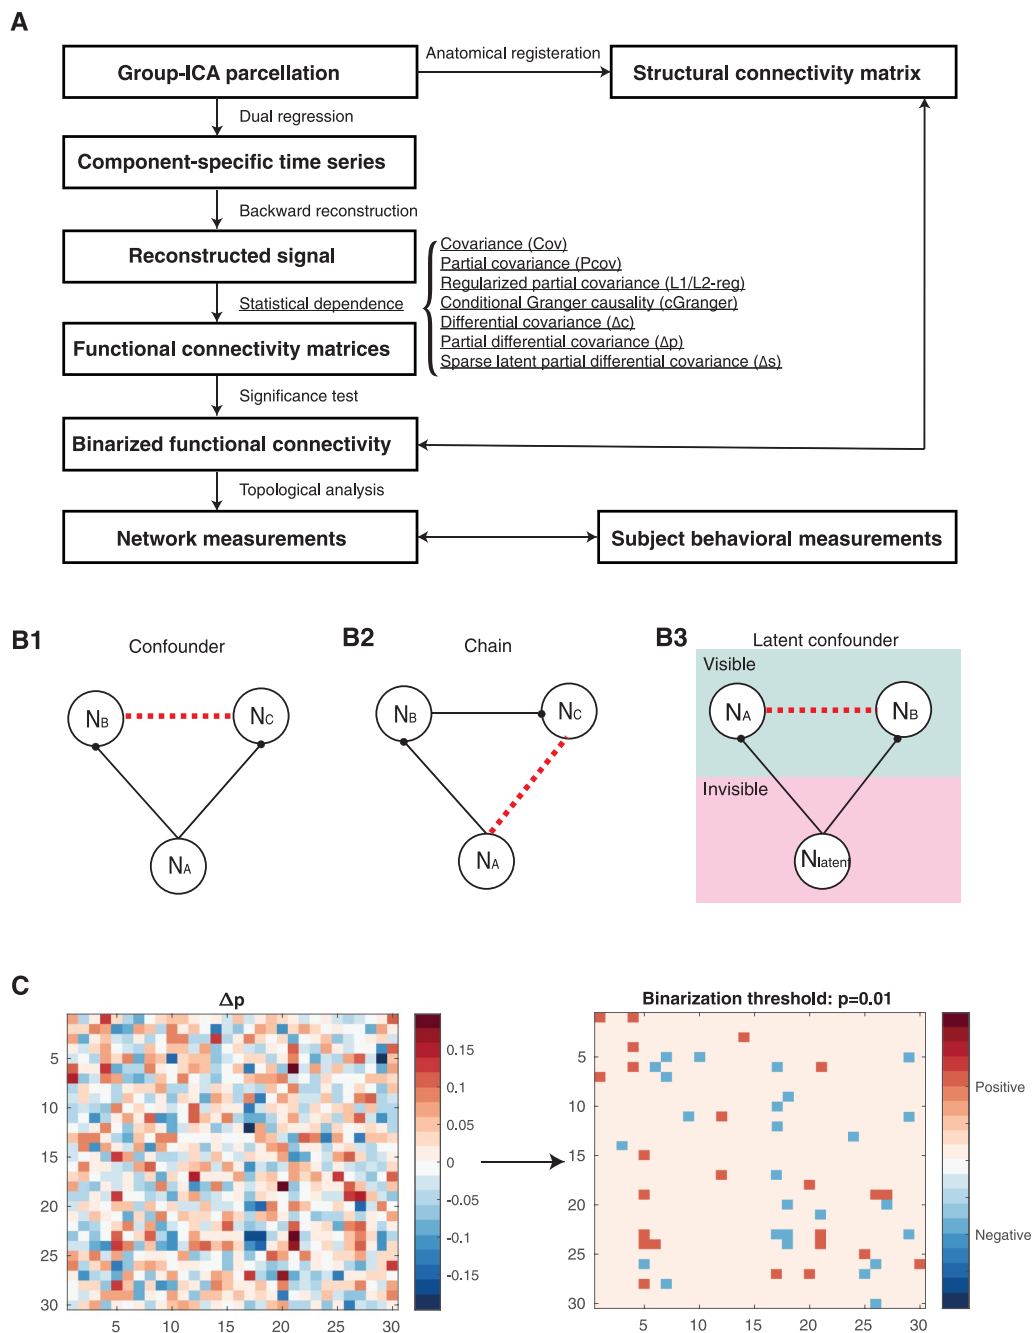 A
Group-ICA parcellation
Anatomical registeration
Structural connectivity matrix
Dual regression
Component-specific time series
Backward reconstruction
Reconstructed signal
Statistical dependence
Covariance (Cov)
Partial covariance (Pcov)
Regularized partial covariance (L1/L2-reg)
Conditional Granger causality (cGranger)
Differential covariance (Δc)
Partial differential covariance (Δp)
Sparse latent partial differential covariance (Δs)
Functional connectivity matrices
Significance test
Binarized functional connectivity
Topological analysis
Network measurements
Subject behavioral measurements
B1
Confounder
NB
NC
NA
B2
Chain
NB
NC
NA
B3
Latent confounder
Visible
NA
NB
Invisible
Nlatent
C
Δp
5
10
15
20
25
30
5
10
15
20
25
30
0.15
0.1
0.05
0
-0.05
-0.1
-0.15
Binarization threshold: p=0.01
5
10
15
20
25
30
5
10
15
20
25
30
Positive
Negative